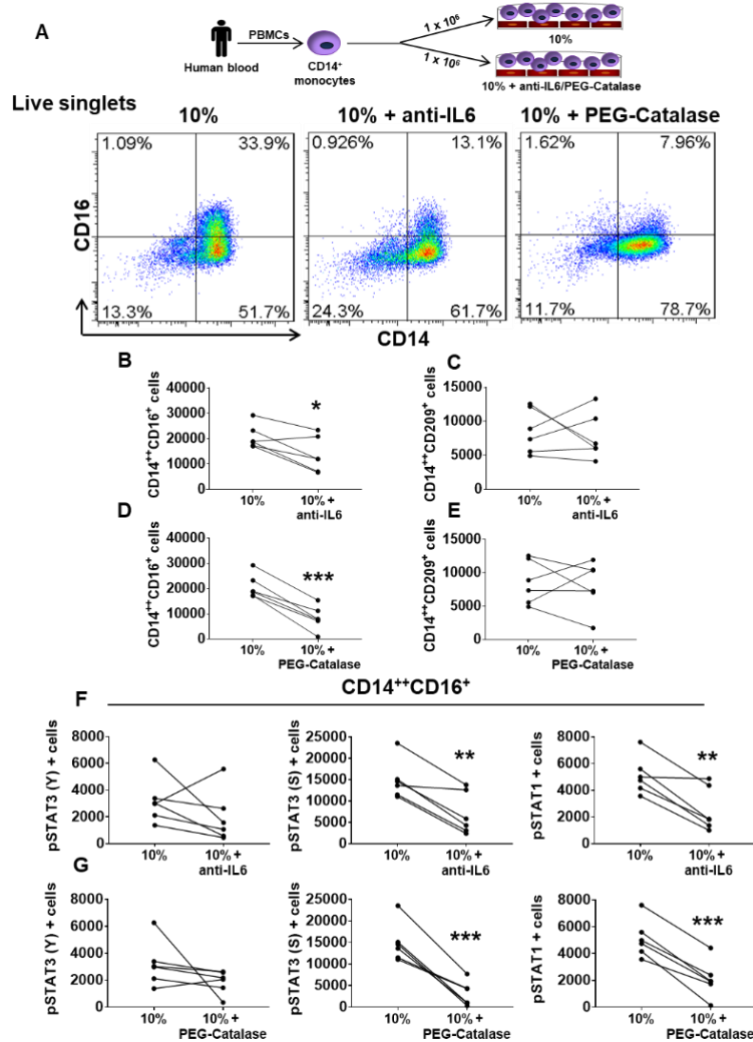 A
Human blood
PBMCs
CD14⁺
monocytes
1 x 10⁶
1 x 10⁶
10%
10% + anti-IL6/PEG-Catalase
Live singlets
10%
10% + anti-IL6
10% + PEG-Catalase
1.09% 33.9%
13.3% 51.7%
0.926% 13.1%
24.3% 61.7%
1.62% 7.96%
11.7% 78.7%
CD16
CD14
B
CD14⁺⁺CD16⁺ cells
40000
30000
20000
10000
0
*
10% 10% +
anti-IL6
C
CD14⁺⁺CD209⁺ cells
15000
10000
5000
0
10% 10% +
anti-IL6
D
CD14⁺⁺CD16⁺ cells
40000
30000
20000
10000
0
***
10% 10% +
PEG-Catalase
E
CD14⁺⁺CD209⁺ cells
15000
10000
5000
0
10% 10% +
PEG-Catalase
CD14⁺⁺CD16⁺
F
pSTAT3 (Y) + cells
8000
6000
4000
2000
0
10% 10% +
anti-IL6
pSTAT3 (S) + cells
25000
20000
15000
10000
5000
0
**
10% 10% +
anti-IL6
pSTAT1 + cells
8000
6000
4000
2000
0
**
10% 10% +
anti-IL6
G
pSTAT3 (Y) + cells
8000
6000
4000
2000
0
10% 10% +
PEG-Catalase
pSTAT3 (S) + cells
25000
20000
15000
10000
5000
0
***
10% 10% +
PEG-Catalase
pSTAT1 + cells
8000
6000
4000
2000
0
***
10% 10% +
PEG-Catalase